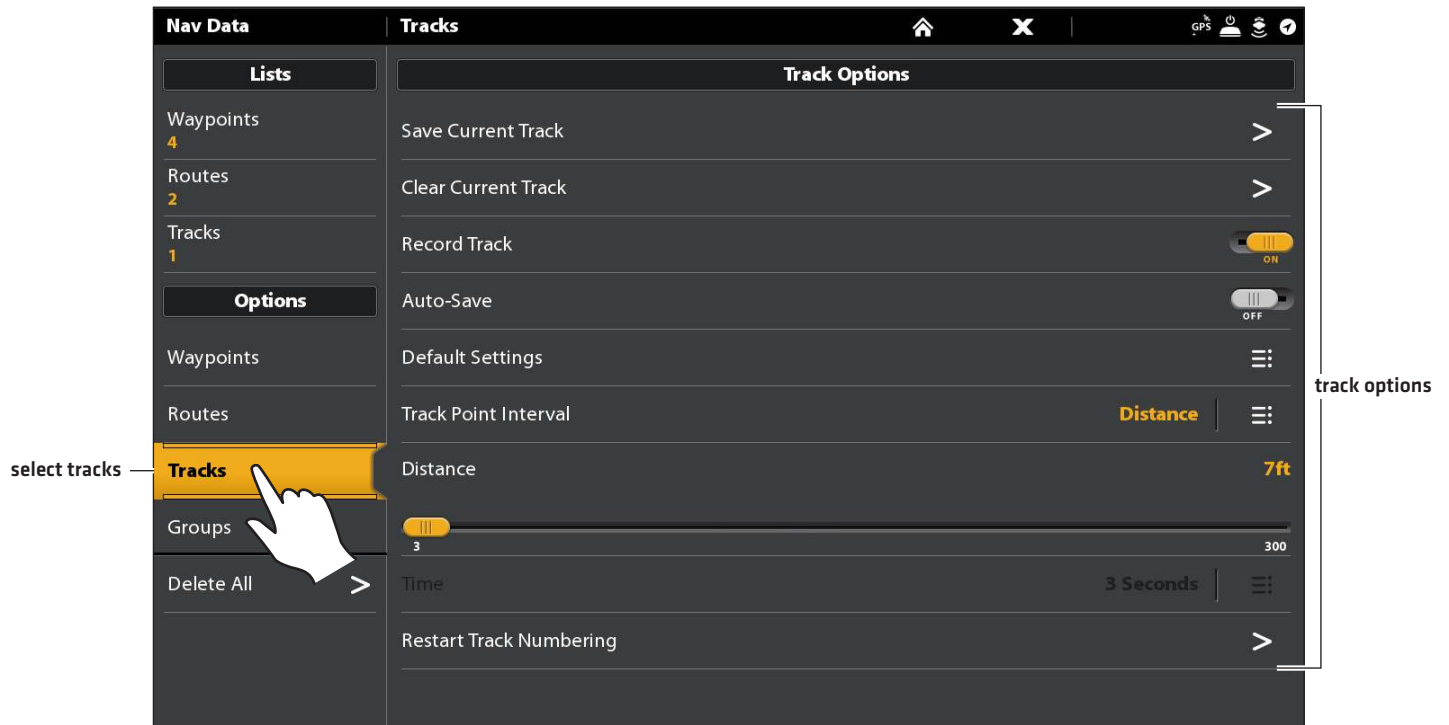 Nav Data
Tracks
GPS
Lists
Waypoints
4
Routes
2
Tracks
1
Options
Waypoints
Routes
select tracks
Tracks
Groups
Delete All >
Track Options
Save Current Track >
Clear Current Track >
Record Track
ON
Auto-Save
OFF
Default Settings
Track Point Interval Distance
Distance 7ft
3 300
Time 3 Seconds
Restart Track Numbering >
track options